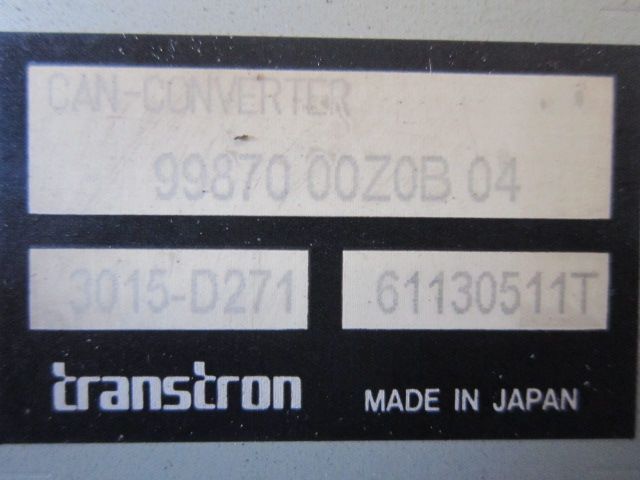 CAN-CONVERTER
99870 00Z0B 04
3015-D271 61130511T
transtron MADE IN JAPAN